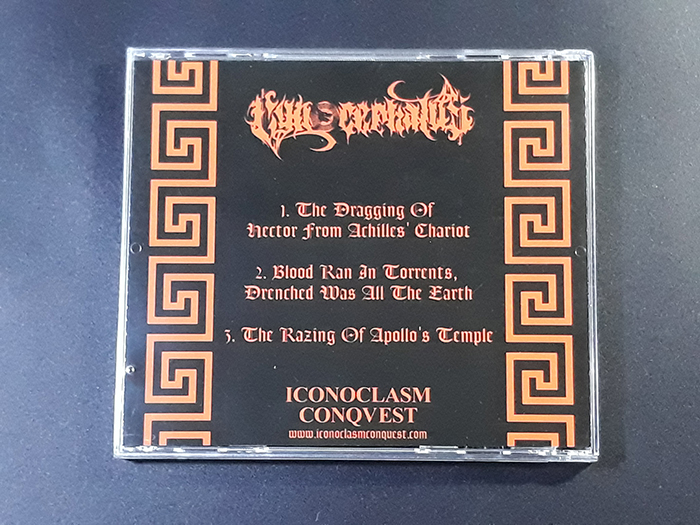 Kynocephalus
1. The Dragging Of
Hector From Achilles' Chariot
2. Blood Ran In Torrents,
Drenched Was All The Earth
3. The Razing Of Apollo's Temple
ICONOCLASM
CONQVEST
www.iconoclasmconquest.com